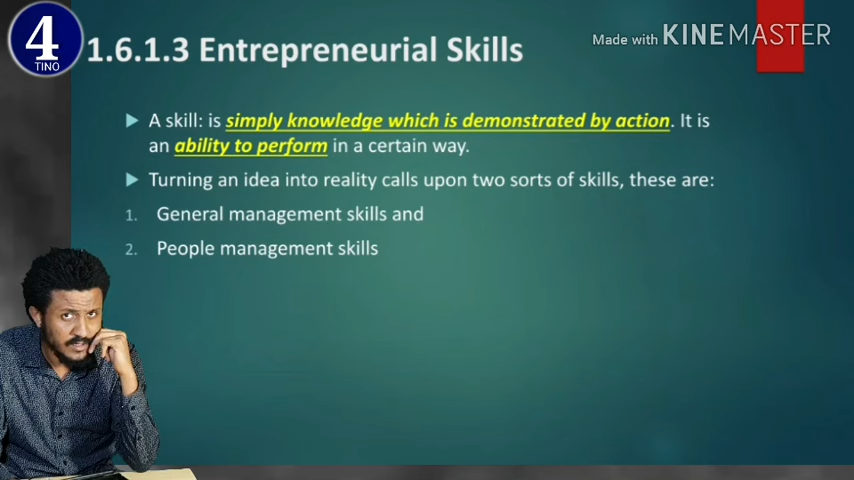 4
TINO
1.6.1.3 Entrepreneurial Skills
Made with KINEMASTER
A skill: is simply knowledge which is demonstrated by action. It is
an ability to perform in a certain way.
Turning an idea into reality calls upon two sorts of skills, these are:
1. General management skills and
2. People management skills